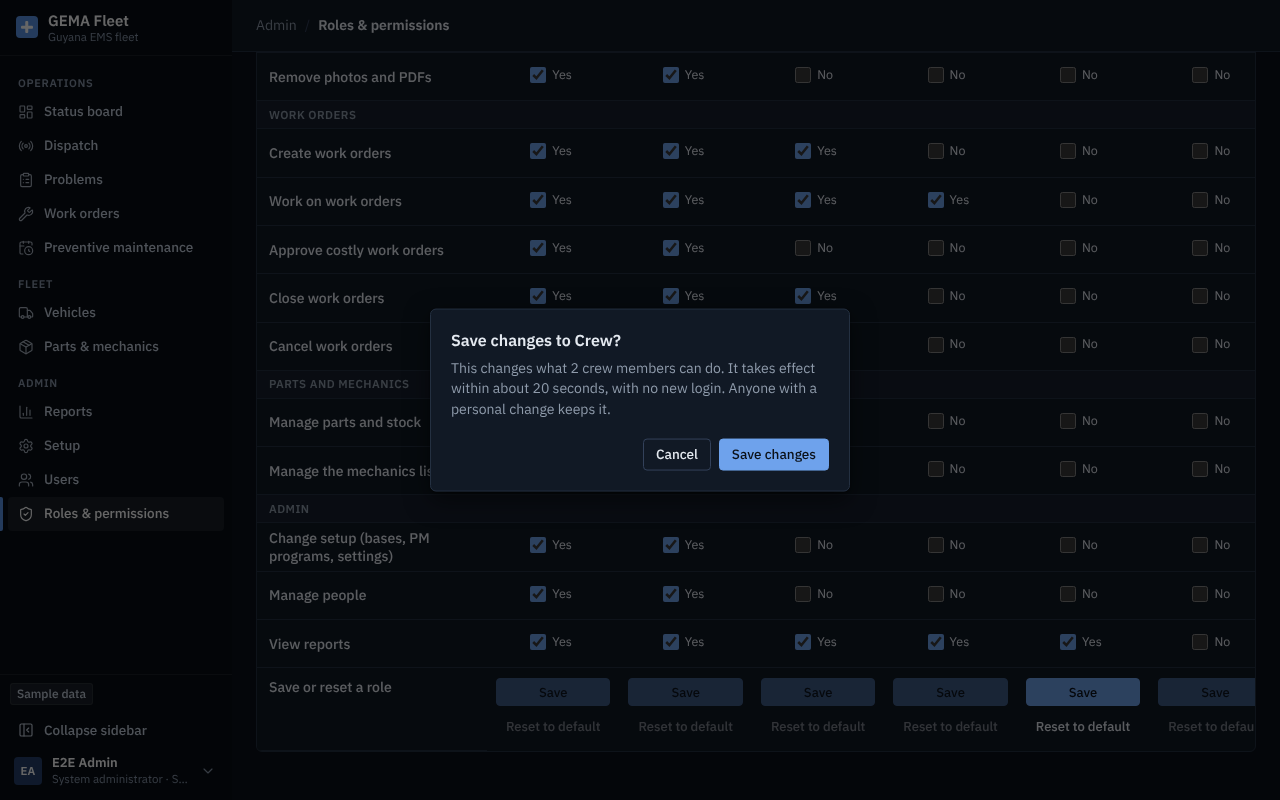 GEMA Fleet
Guyana EMS fleet
OPERATIONS
Status board
Dispatch
Problems
Work orders
Preventive maintenance
FLEET
Vehicles
Parts & mechanics
ADMIN
Reports
Setup
Users
Roles & permissions
Sample data
Collapse sidebar
EA
E2E Admin
System administrator · S...
Admin / Roles & permissions
Remove photos and PDFs Yes Yes No No No No
WORK ORDERS
Create work orders Yes Yes Yes No No No
Work on work orders Yes Yes Yes Yes No No
Approve costly work orders Yes Yes No No No No
Close work orders Yes Yes Yes No No No
Cancel work orders No No No
PARTS AND MECHANICS
Manage parts and stock No No No
Manage the mechanics lis No No No
Save changes to Crew?
This changes what 2 crew members can do. It takes effect
within about 20 seconds, with no new login. Anyone with a
personal change keeps it.
Cancel Save changes
ADMIN
Change setup (bases, PM
programs, settings) Yes Yes No No No No
Manage people Yes Yes No No No No
View reports Yes Yes Yes Yes Yes No
Save or reset a role Save Save Save Save Save Save
Reset to default Reset to default Reset to default Reset to default Reset to default Reset to defau